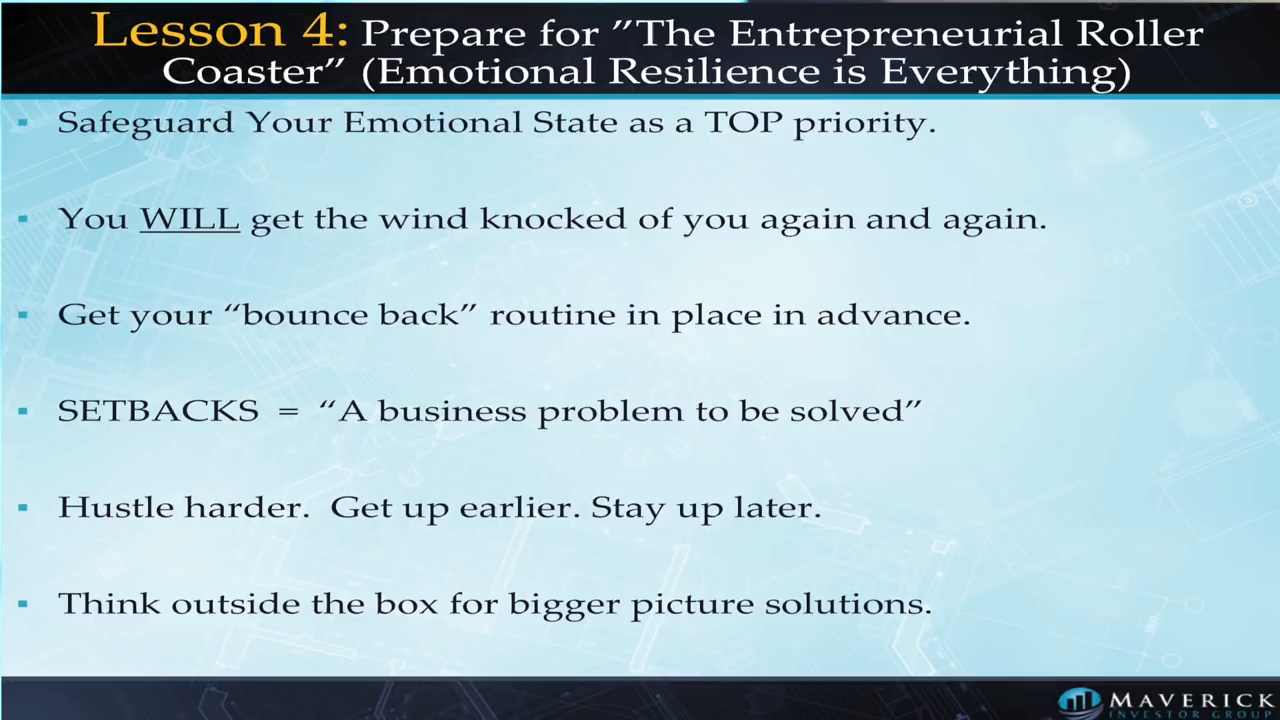 Lesson 4: Prepare for ”The Entrepreneurial Roller
Coaster” (Emotional Resilience is Everything)
▪ Safeguard Your Emotional State as a TOP priority.
▪ You WILL get the wind knocked of you again and again.
▪ Get your “bounce back” routine in place in advance.
▪ SETBACKS = “A business problem to be solved”
▪ Hustle harder. Get up earlier. Stay up later.
▪ Think outside the box for bigger picture solutions.
MAVERICK
INVESTOR GROUP